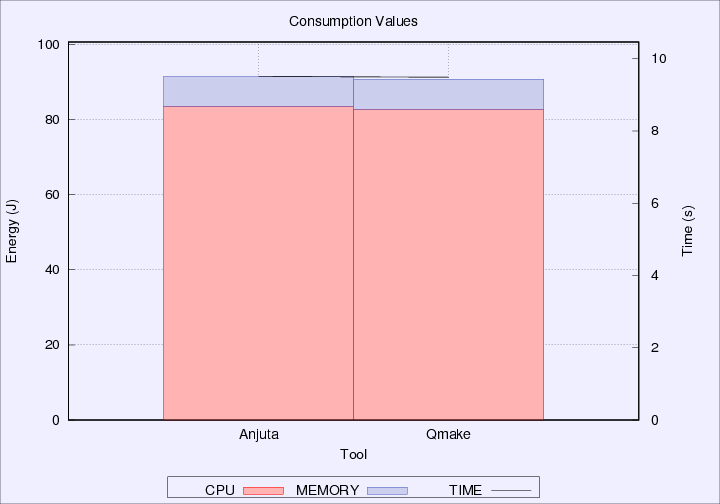 Consumption Values
100
80
60
40
20
0
Energy (J)
10
8
6
4
2
0
Time (s)
Anjuta Qmake
Tool
CPU MEMORY TIME